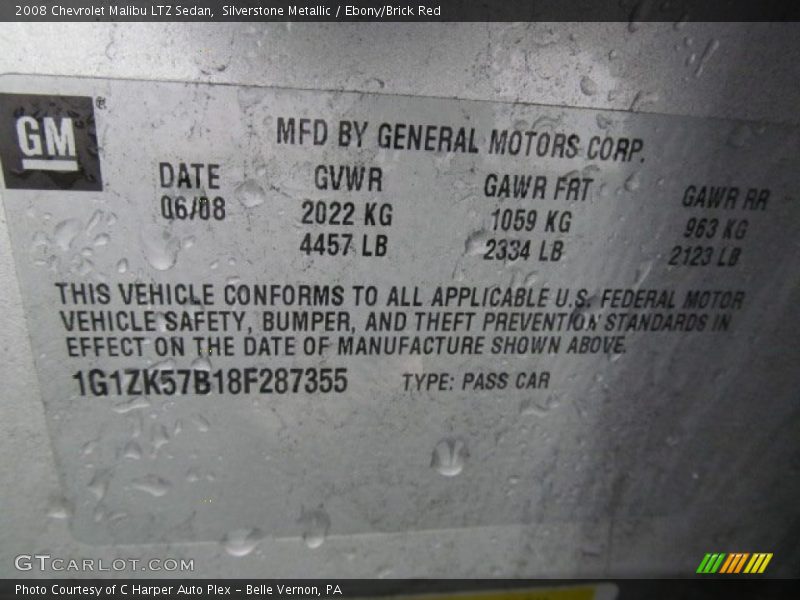 2008 Chevrolet Malibu LTZ Sedan,  Silverstone Metallic / Ebony/Brick Red
GM ®
MFD BY GENERAL MOTORS CORP.
DATE GVWR GAWR FRT GAWR RR
06/08 2022 KG 1059 KG 963 KG
4457 LB 2334 LB 2123 LB
THIS VEHICLE CONFORMS TO ALL APPLICABLE U.S. FEDERAL MOTOR
VEHICLE SAFETY, BUMPER, AND THEFT PREVENTION STANDARDS IN
EFFECT ON THE DATE OF MANUFACTURE SHOWN ABOVE.
1G1ZK57B18F287355 TYPE: PASS CAR
GTCARLOT.COM
Photo Courtesy of C Harper Auto Plex - Belle Vernon, PA